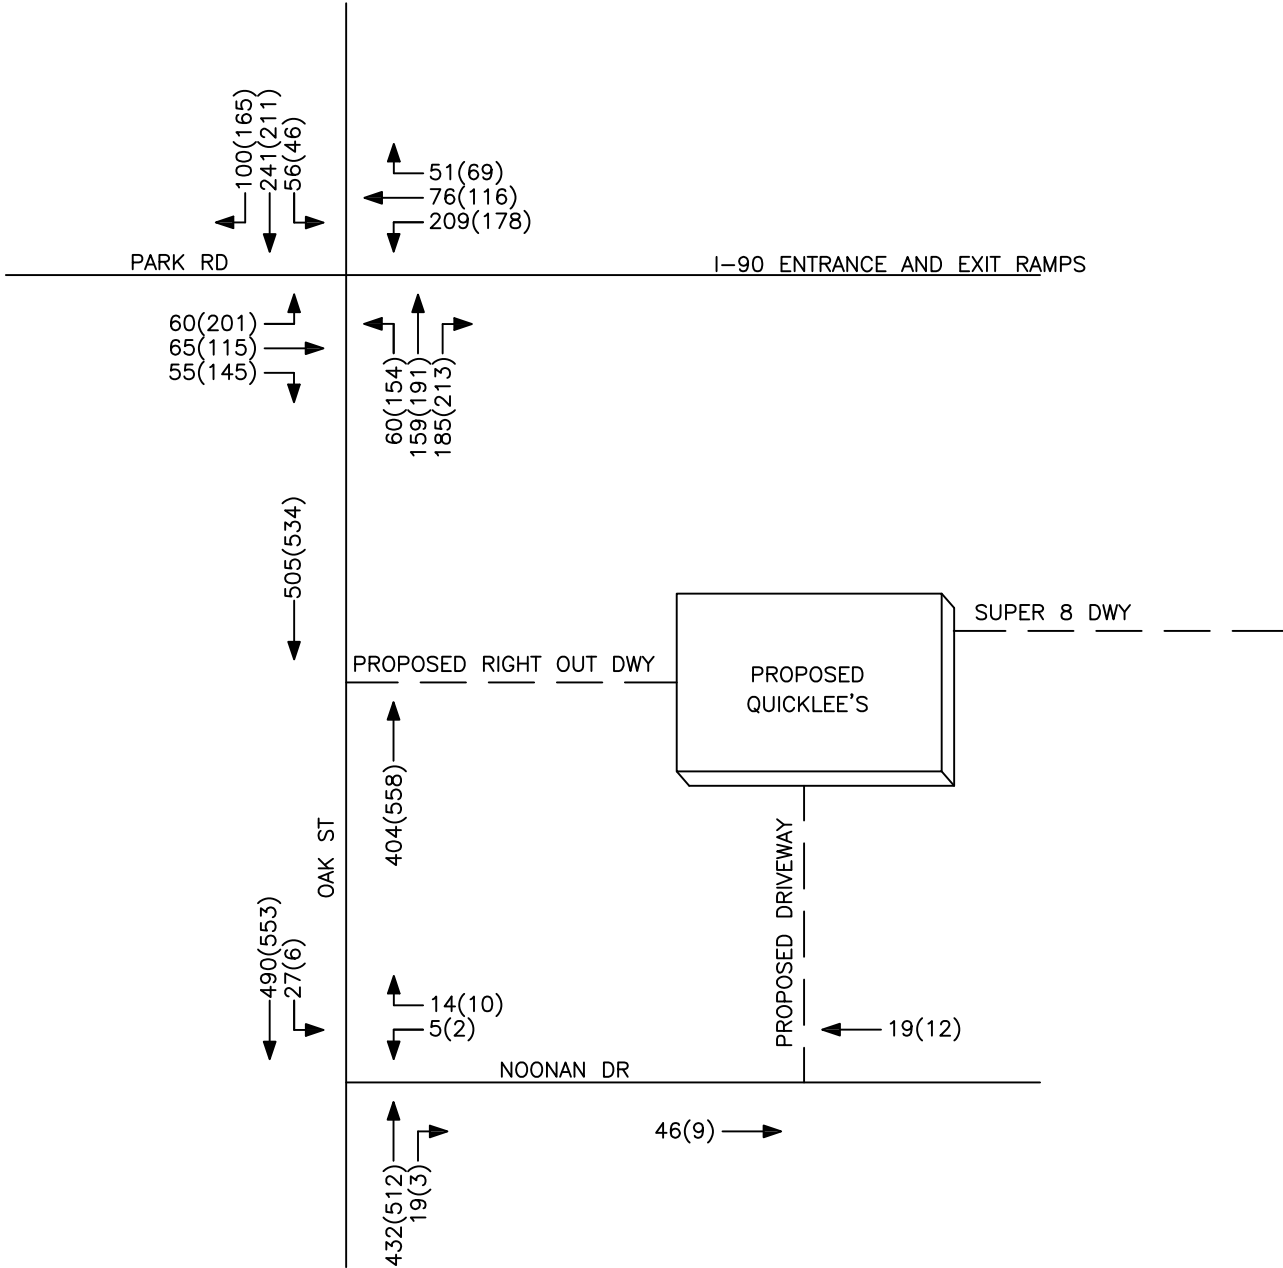 100(165)
241(211)
56(46)
51(69)
76(116)
209(178)
PARK RD
I-90 ENTRANCE AND EXIT RAMPS
60(201)
65(115)
55(145)
60(154)
159(191)
185(213)
505(534)
SUPER 8 DWY
PROPOSED RIGHT OUT DWY
PROPOSED
QUICKLEE'S
404(558)
OAK ST
PROPOSED DRIVEWAY
490(553)
27(6)
14(10)
5(2)
19(12)
NOONAN DR
46(9)
432(512)
19(3)